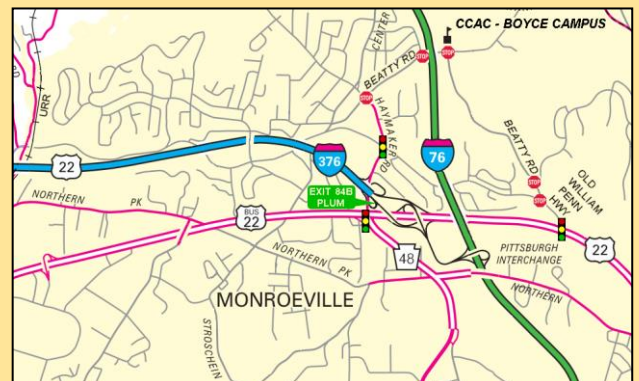 CCAC - BOYCE CAMPUS
CENTER
BEATTY RD
STOP
STOP
STOP
URR
HAYMAKER RD
376
76
22
BEATTY RD
STOP
STOP
OLD
WILLIAM
PENN
HWY
EXIT 84B
PLUM
NORTHERN PK
BUS
22
22
48
PITTSBURGH
INTERCHANGE
NORTHERN PK
NORTHERN
MONROEVILLE
STROSCHEIN